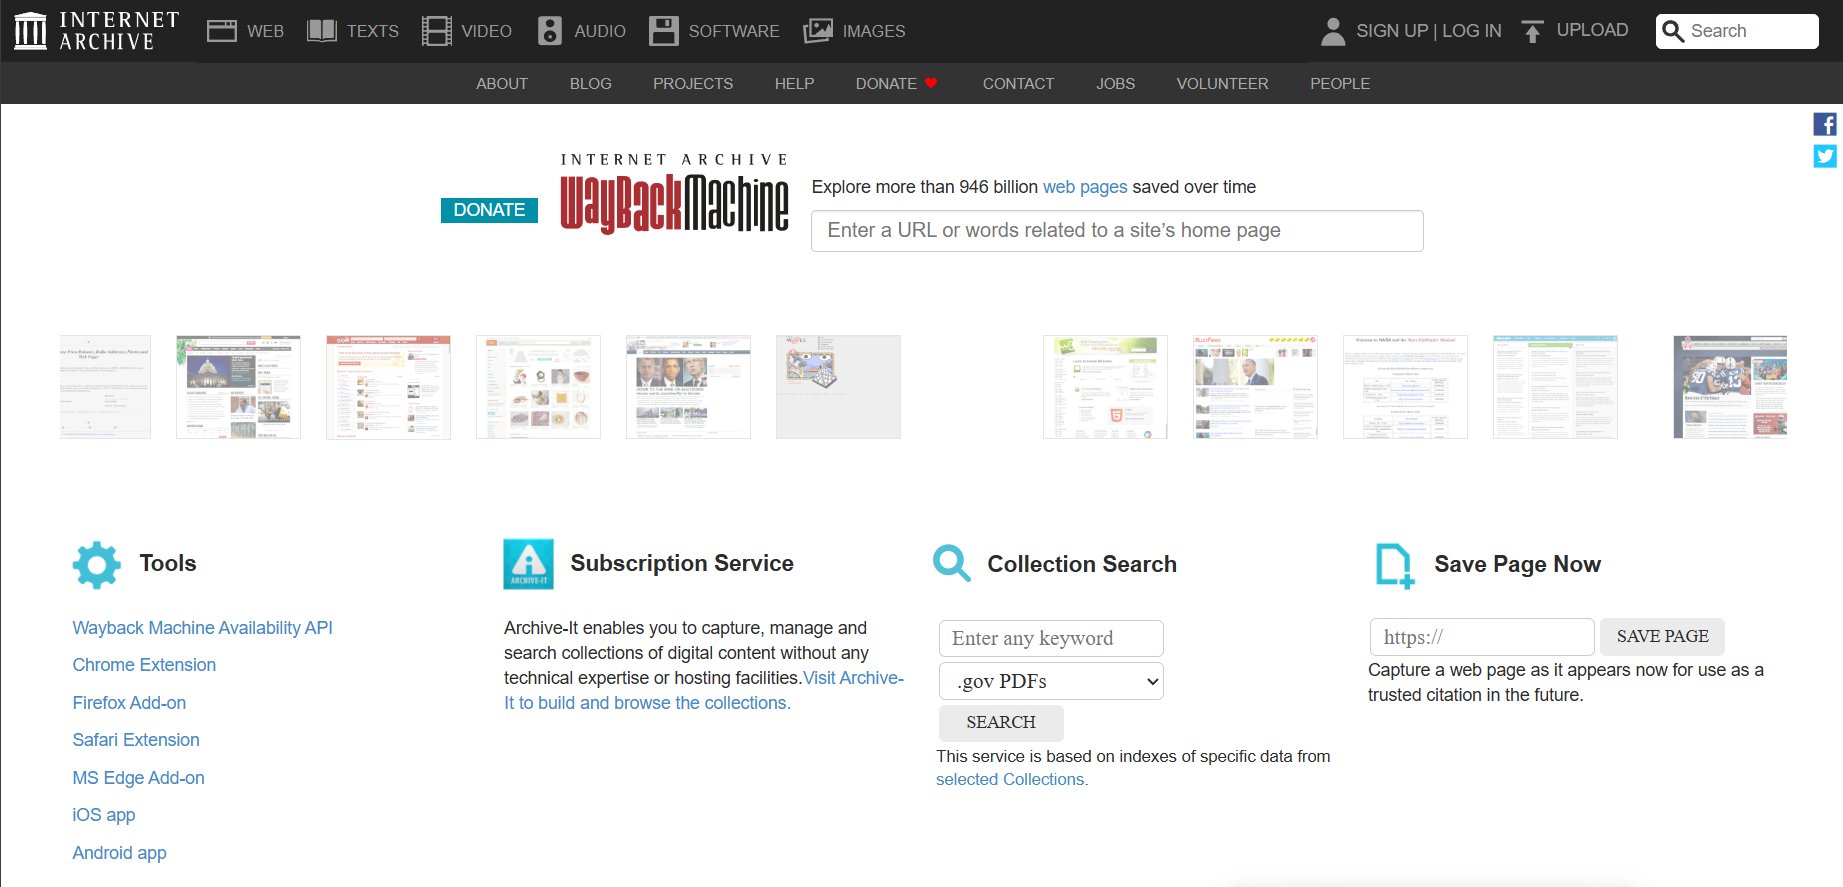 INTERNET
ARCHIVE
WEB
TEXTS
VIDEO
AUDIO
SOFTWARE
IMAGES
SIGN UP | LOG IN
UPLOAD
Search
ABOUT
BLOG
PROJECTS
HELP
DONATE
CONTACT
JOBS
VOLUNTEER
PEOPLE
DONATE
INTERNET ARCHIVE
WayBackMachine
Explore more than 946 billion web pages saved over time
Enter a URL or words related to a site’s home page
Tools
Wayback Machine Availability API
Chrome Extension
Firefox Add-on
Safari Extension
MS Edge Add-on
iOS app
Android app
ARCHIVE-IT
Subscription Service
Archive-It enables you to capture, manage and
search collections of digital content without any
technical expertise or hosting facilities.Visit Archive-
It to build and browse the collections.
Collection Search
Enter any keyword
.gov PDFs
SEARCH
This service is based on indexes of specific data from
selected Collections.
Save Page Now
https://
SAVE PAGE
Capture a web page as it appears now for use as a
trusted citation in the future.